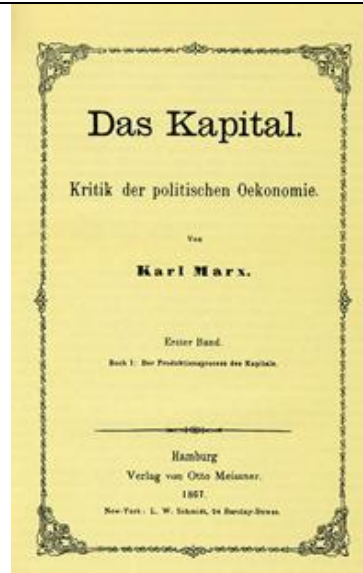 Das Kapital.
Kritik der politischen Oekonomie.
Von
Karl Marx.
Erster Band.
Buch I: Der Produktionsprocess des Kapitals.
Hamburg
Verlag von Otto Meissner.
1867.
New-York: L. W. Schmidt, 24 Barclay-Street.